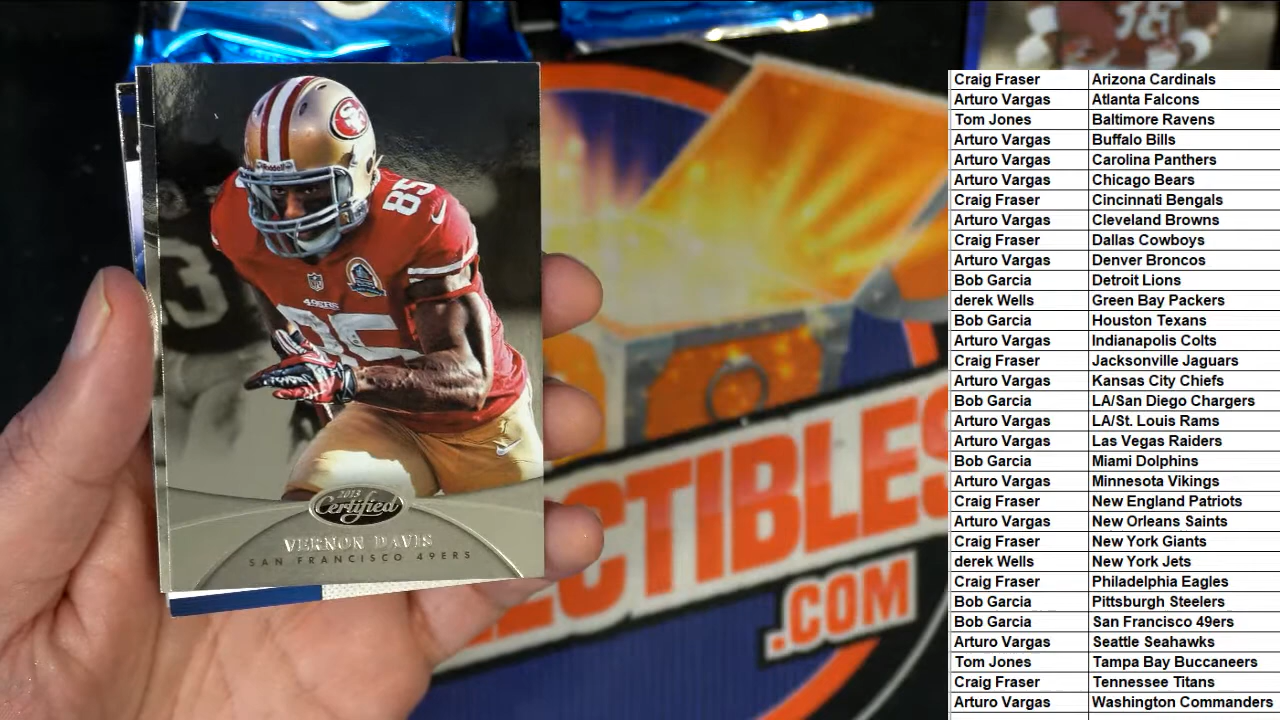 85
85
49ERS
NFL
Riddell
SF
3
2013
Certified
VERNON DAVIS
SAN FRANCISCO 49ERS
ECTIBLES
.COM
Craig Fraser Arizona Cardinals
Arturo Vargas Atlanta Falcons
Tom Jones Baltimore Ravens
Arturo Vargas Buffalo Bills
Arturo Vargas Carolina Panthers
Arturo Vargas Chicago Bears
Craig Fraser Cincinnati Bengals
Arturo Vargas Cleveland Browns
Craig Fraser Dallas Cowboys
Arturo Vargas Denver Broncos
Bob Garcia Detroit Lions
derek Wells Green Bay Packers
Bob Garcia Houston Texans
Arturo Vargas Indianapolis Colts
Craig Fraser Jacksonville Jaguars
Arturo Vargas Kansas City Chiefs
Bob Garcia LA/San Diego Chargers
Arturo Vargas LA/St. Louis Rams
Arturo Vargas Las Vegas Raiders
Bob Garcia Miami Dolphins
Arturo Vargas Minnesota Vikings
Craig Fraser New England Patriots
Arturo Vargas New Orleans Saints
Craig Fraser New York Giants
derek Wells New York Jets
Craig Fraser Philadelphia Eagles
Bob Garcia Pittsburgh Steelers
Bob Garcia San Francisco 49ers
Arturo Vargas Seattle Seahawks
Tom Jones Tampa Bay Buccaneers
Craig Fraser Tennessee Titans
Arturo Vargas Washington Commanders